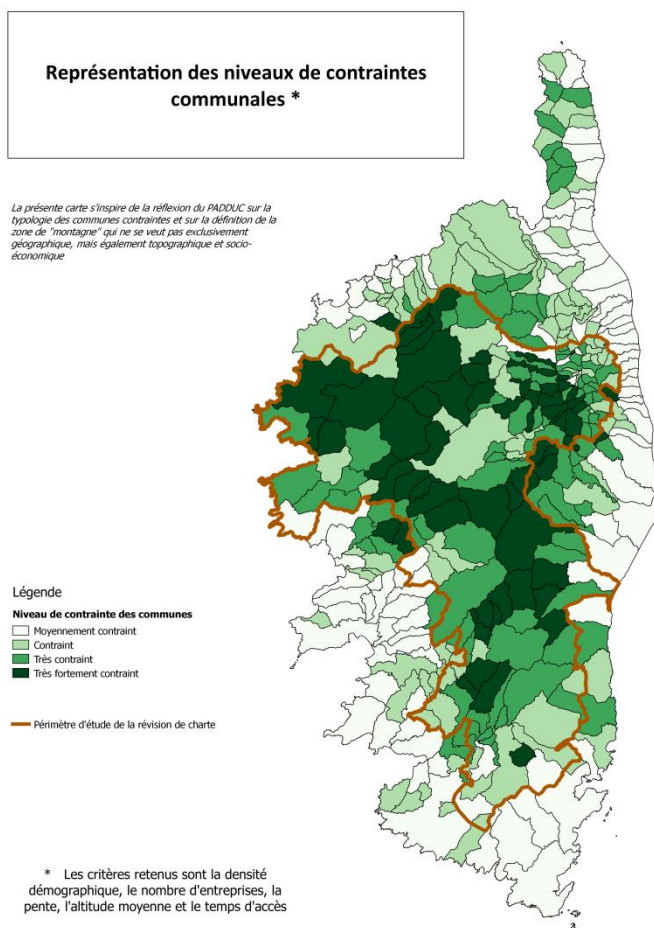 Représentation des niveaux de contraintes
communales *
La présente carte s'inspire de la réflexion du PADDUC sur la
typologie des communes contraintes et sur la définition de la
zone de "montagne" qui ne se veut pas exclusivement
géographique, mais également topographique et socio-
économique
Légende
Niveau de contrainte des communes
Moyennement contraint
Contraint
Très contraint
Très fortement contraint
Périmètre d'étude de la révision de charte
* Les critères retenus sont la densité
démographique, le nombre d'entreprises, la
pente, l'altitude moyenne et le temps d'accès